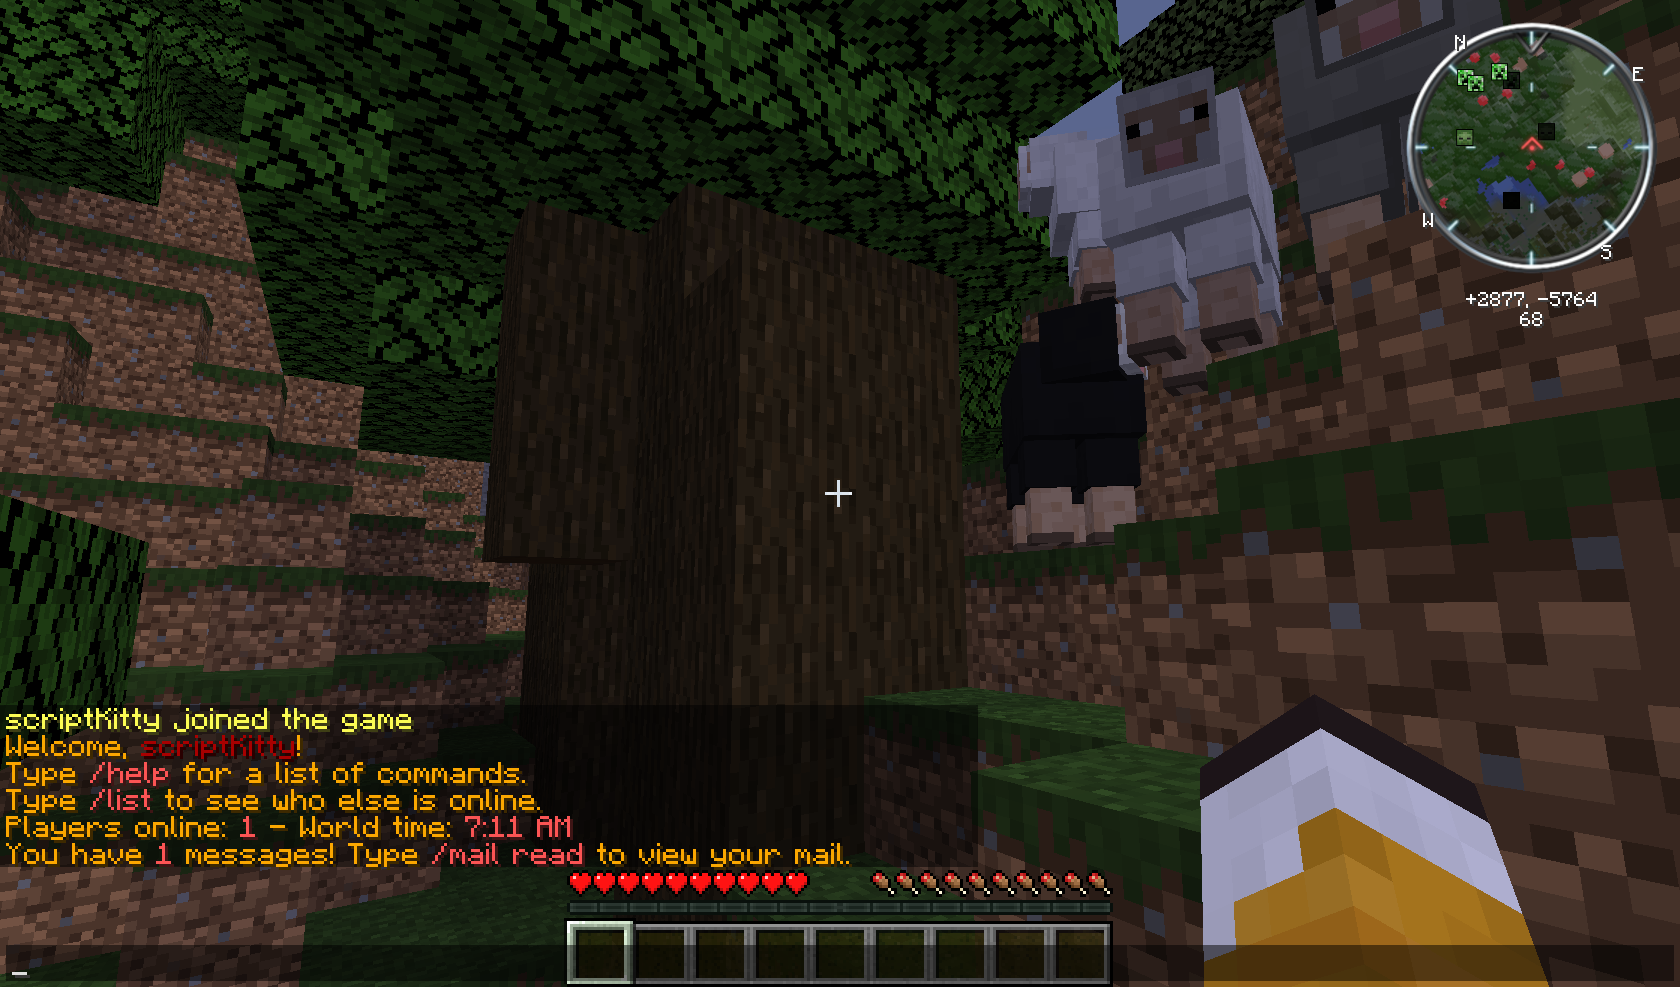 N
E
W
S
+2877, -5764
68
scriptKitty joined the game
Welcome, scriptKitty!
Type /help for a list of commands.
Type /list to see who else is online.
Players online: 1 - World time: 7:11 AM
You have 1 messages! Type /mail read to view your mail.
_